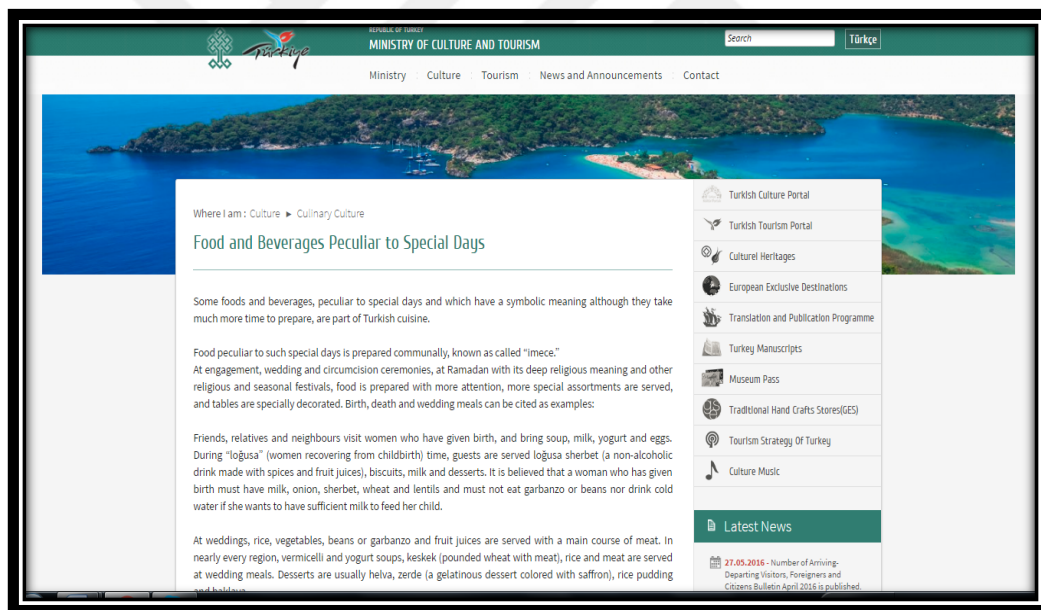 REPUBLIC OF TURKEY
MINISTRY OF CULTURE AND TOURISM
Türkiye
Search
Türkçe
Ministry
Culture
Tourism
News and Announcements
Contact
Where I am : Culture ► Culinary Culture
Food and Beverages Peculiar to Special Days
Some foods and beverages, peculiar to special days and which have a symbolic meaning although they take
much more time to prepare, are part of Turkish cuisine.
Food peculiar to such special days is prepared communally, known as called “imece.”
At engagement, wedding and circumcision ceremonies, at Ramadan with its deep religious meaning and other
religious and seasonal festivals, food is prepared with more attention, more special assortments are served,
and tables are specially decorated. Birth, death and wedding meals can be cited as examples:
Friends, relatives and neighbours visit women who have given birth, and bring soup, milk, yogurt and eggs.
During “loğusa” (women recovering from childbirth) time, guests are served loğusa sherbet (a non-alcoholic
drink made with spices and fruit juices), biscuits, milk and desserts. It is believed that a woman who has given
birth must have milk, onion, sherbet, wheat and lentils and must not eat garbanzo or beans nor drink cold
water if she wants to have sufficient milk to feed her child.
At weddings, rice, vegetables, beans or garbanzo and fruit juices are served with a main course of meat. In
nearly every region, vermicelli and yogurt soups, keskek (pounded wheat with meat), rice and meat are served
at wedding meals. Desserts are usually helva, zerde (a gelatinous dessert colored with saffron), rice pudding
and baklava
Turkish Culture Portal
Turkish Tourism Portal
Culturel Heritages
European Exclusive Destinations
Translation and Publication Programme
Turkey Manuscripts
Museum Pass
Traditional Hand Crafts Stores(GES)
Tourism Strategy Of Turkey
Culture Music
Latest News
27.05.2016 - Number of Arriving-
Departing Visitors, Foreigners and
Citizens Bulletin April 2016 is published.